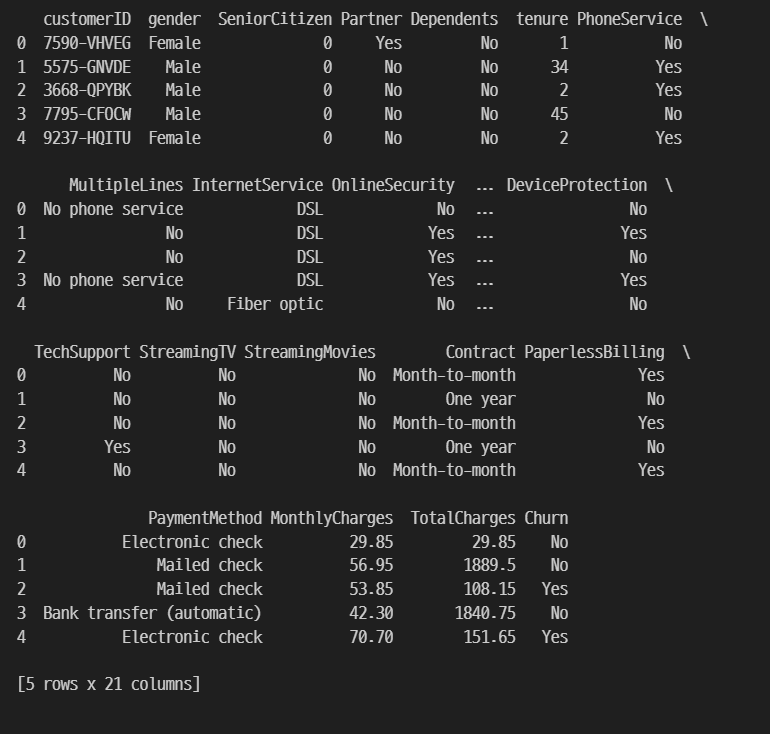 customerID gender SeniorCitizen Partner Dependents tenure PhoneService \
0 7590-VHVEG Female 0 Yes No 1 No
1 5575-GNVDE Male 0 No No 34 Yes
2 3668-QPYBK Male 0 No No 2 Yes
3 7795-CFOCW Male 0 No No 45 No
4 9237-HQITU Female 0 No No 2 Yes
MultipleLines InternetService OnlineSecurity ... DeviceProtection \
0 No phone service DSL No ... No
1 No DSL Yes ... Yes
2 No DSL Yes ... No
3 No phone service DSL Yes ... Yes
4 No Fiber optic No ... No
TechSupport StreamingTV StreamingMovies Contract PaperlessBilling \
0 No No No Month-to-month Yes
1 No No No One year No
2 No No No Month-to-month Yes
3 Yes No No One year No
4 No No No Month-to-month Yes
PaymentMethod MonthlyCharges TotalCharges Churn
0 Electronic check 29.85 29.85 No
1 Mailed check 56.95 1889.5 No
2 Mailed check 53.85 108.15 Yes
3 Bank transfer (automatic) 42.30 1840.75 No
4 Electronic check 70.70 151.65 Yes
[5 rows x 21 columns]